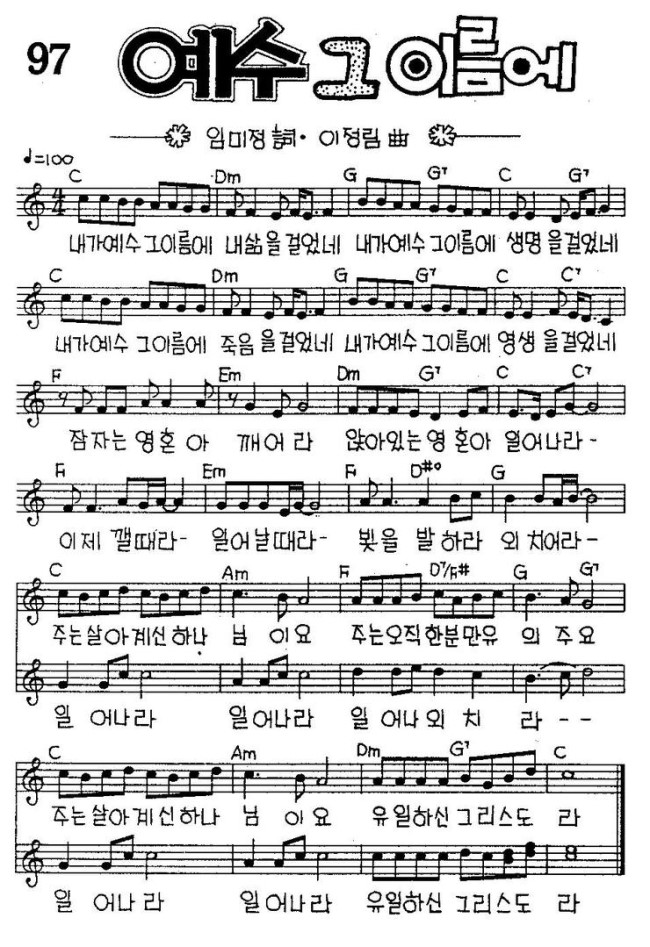 97 예수 그 이름에
임미정 詞· 이정림 曲
♩=100
C Dm G G7 C G7
내가예수 그이름에 내삶을걸었네 내가예수 그이름에 생명을걸었네
C Dm G G7 C C7
내가예수 그이름에 죽음을걸었네 내가예수 그이름에 영생을걸었네
F Em Dm G7 C C7
잠자는 영혼 아 깨어 라 앉아있는영 혼아 일어나라-
F Em F D#o G
이제 깰때라- 일어날때라- 빛을 발 하라 외 치어라-
C Am F D7/F# G G7
주는살아계신하나 님 이요 주는오직한분만유 의 주요
일 어나라 일어나라 일 어나외 치 라- -
C Am Dm G7 C
주는살아계신하나 님 이요 유일하신 그리스도 라
일 어나라 일어나라 유일하신 그리스도 라